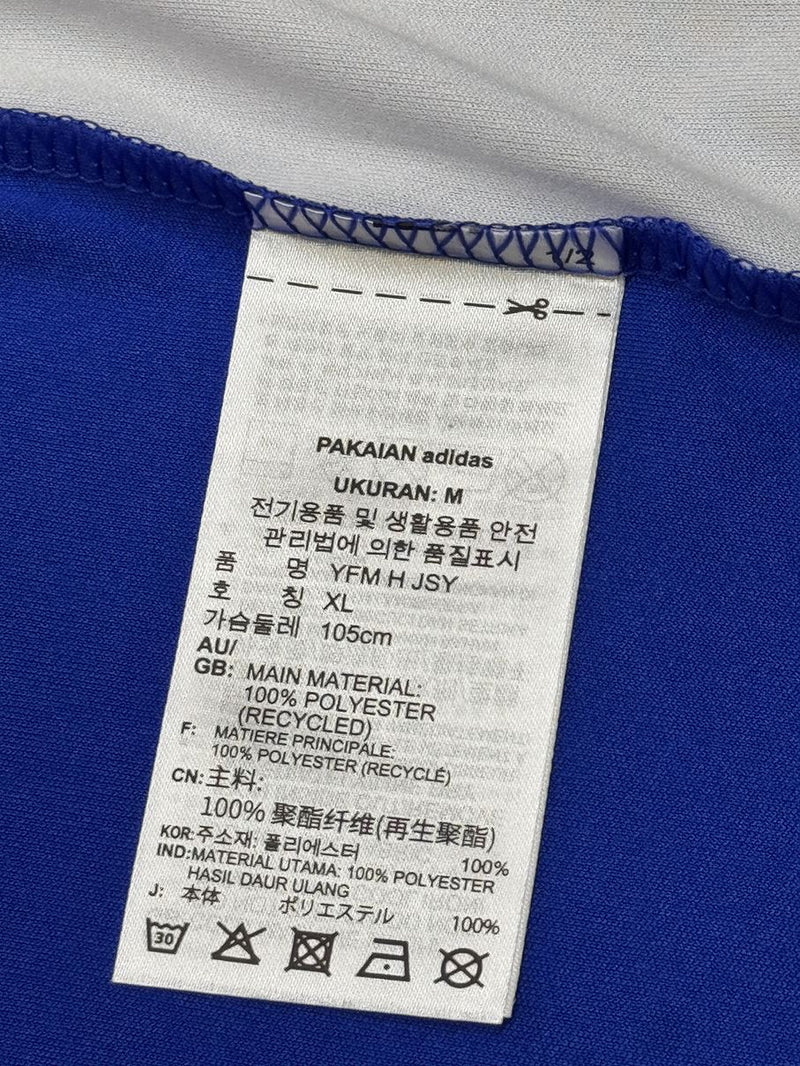 1/2
PAKAIAN adidas
UKURAN: M
전기용품 및 생활용품 안전
관리법에 의한 품질표시
품 명 YFM H JSY
호 칭 XL
가슴둘레 105cm
AU/
GB: MAIN MATERIAL:
100% POLYESTER
(RECYCLED)
F: MATIERE PRINCIPALE:
100% POLYESTER (RECYCLÉ)
CN: 主料:
100% 聚酯纤维(再生聚酯)
KOR: 주소재: 폴리에스터 100%
IND: MATERIAL UTAMA: 100% POLYESTER
HASIL DAUR ULANG
J: 本体 ポリエステル 100%
30